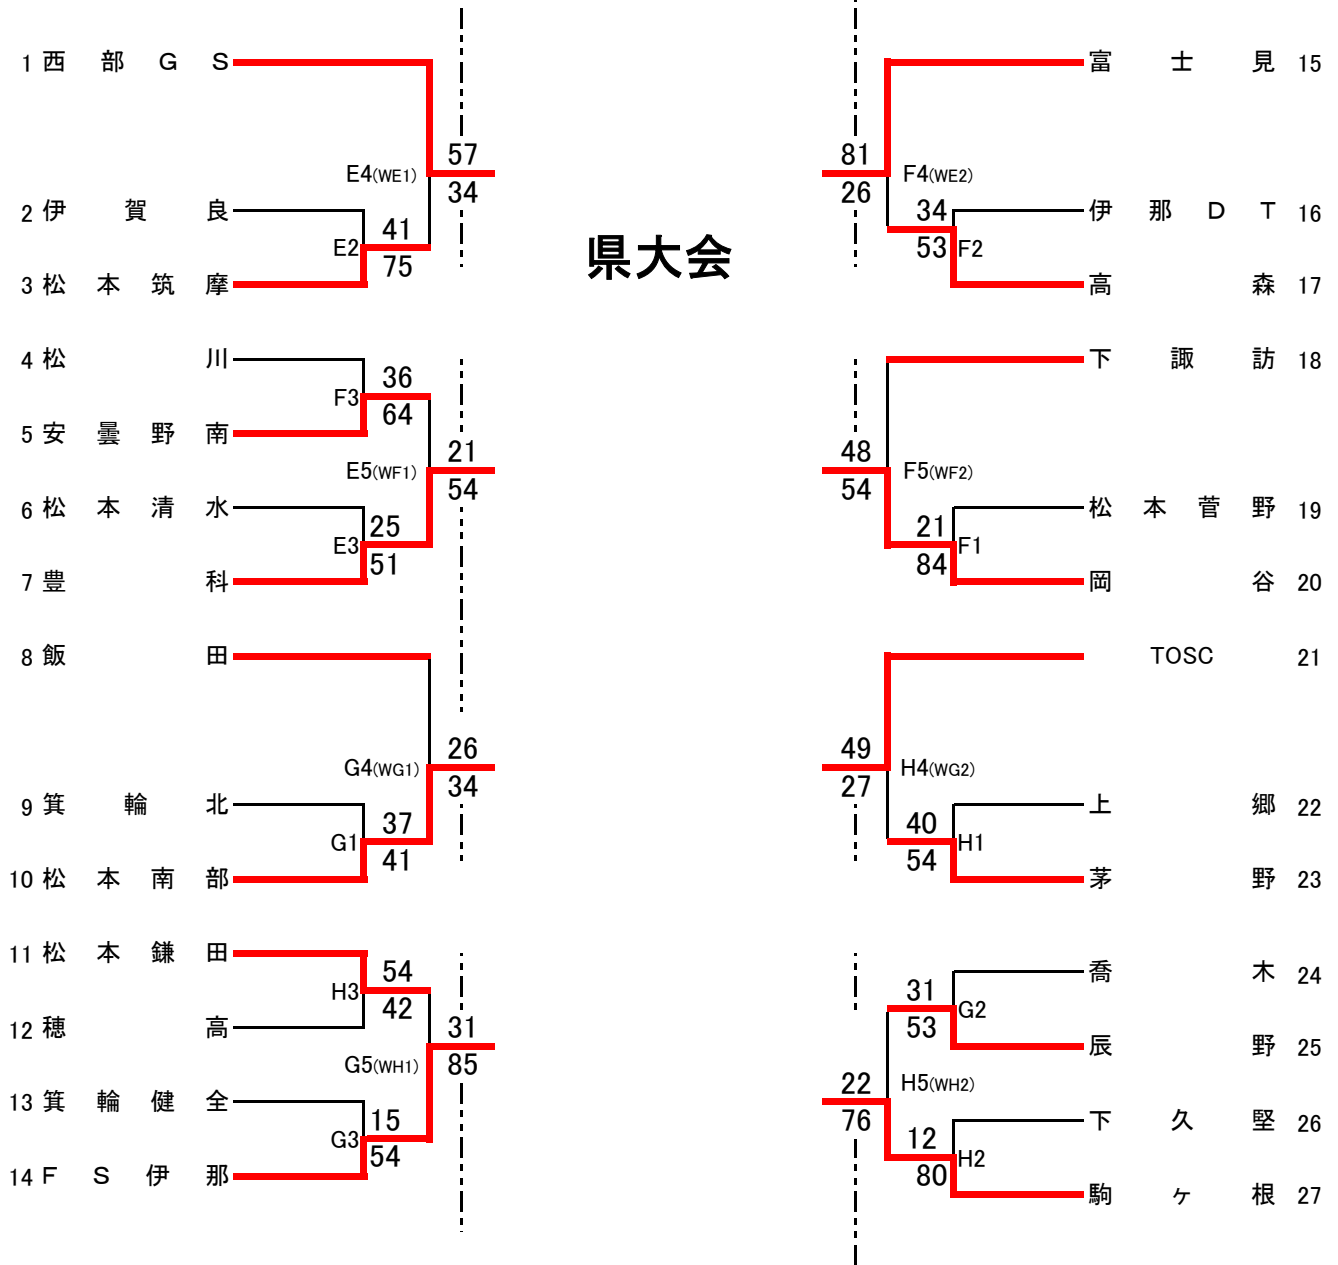 県大会
1 西部GS
57
E4(WE1)
34
2 伊賀良
41
E2
75
3 松本筑摩
4 松川
36
F3
64
5 安曇野南
21
E5(WF1)
54
6 松本清水
25
E3
51
7 豊科
8 飯田
26
G4(WG1)
34
9 箕輪北
37
G1
41
10 松本南部
11 松本鎌田
54
H3
42
12 穂高
31
G5(WH1)
85
13 箕輪健全
15
G3
54
14 FS伊那
富士見 15
81
F4(WE2)
26
伊那DT 16
34
53
F2
高森 17
下諏訪 18
48
F5(WF2)
54
松本菅野 19
21
F1
84
岡谷 20
TOSC 21
49
H4(WG2)
27
上郷 22
40
H1
54
茅野 23
喬木 24
31
G2
53
辰野 25
22
H5(WH2)
76
下久堅 26
12
H2
80
駒ヶ根 27